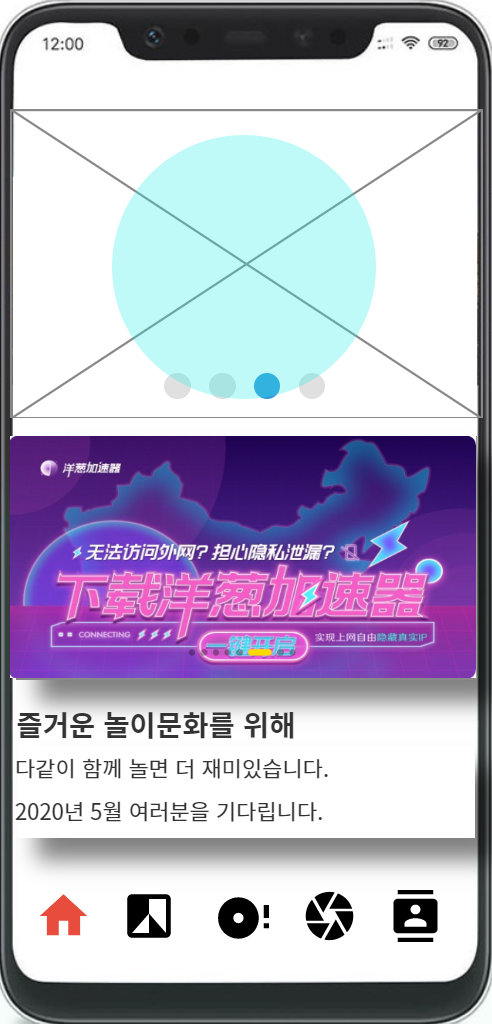 12:00
92
洋葱加速器
无法访问外网? 担心隐私泄漏?
下载洋葱加速器
CONNECTING
一键开启
实现上网自由隐藏真实IP
즐거운 놀이문화를 위해
다같이 함께 놀면 더 재미있습니다.
2020년 5월 여러분을 기다립니다.